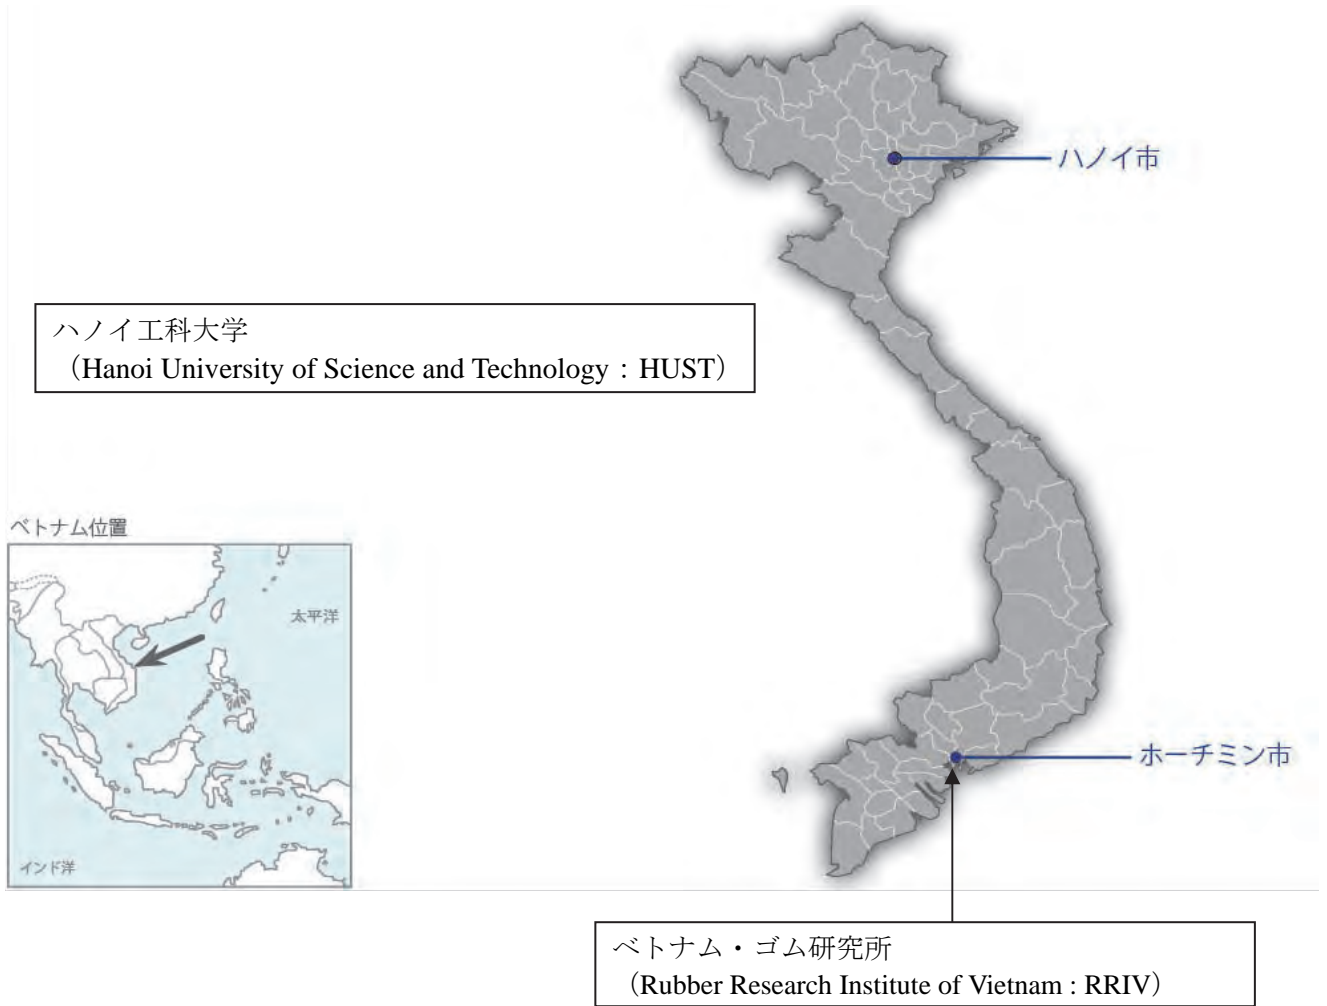 ハノイ市
ハノイ工科大学
（Hanoi University of Science and Technology：HUST）
ベトナム位置
太平洋
インド洋
ホーチミン市
ベトナム・ゴム研究所
（Rubber Research Institute of Vietnam : RRIV）